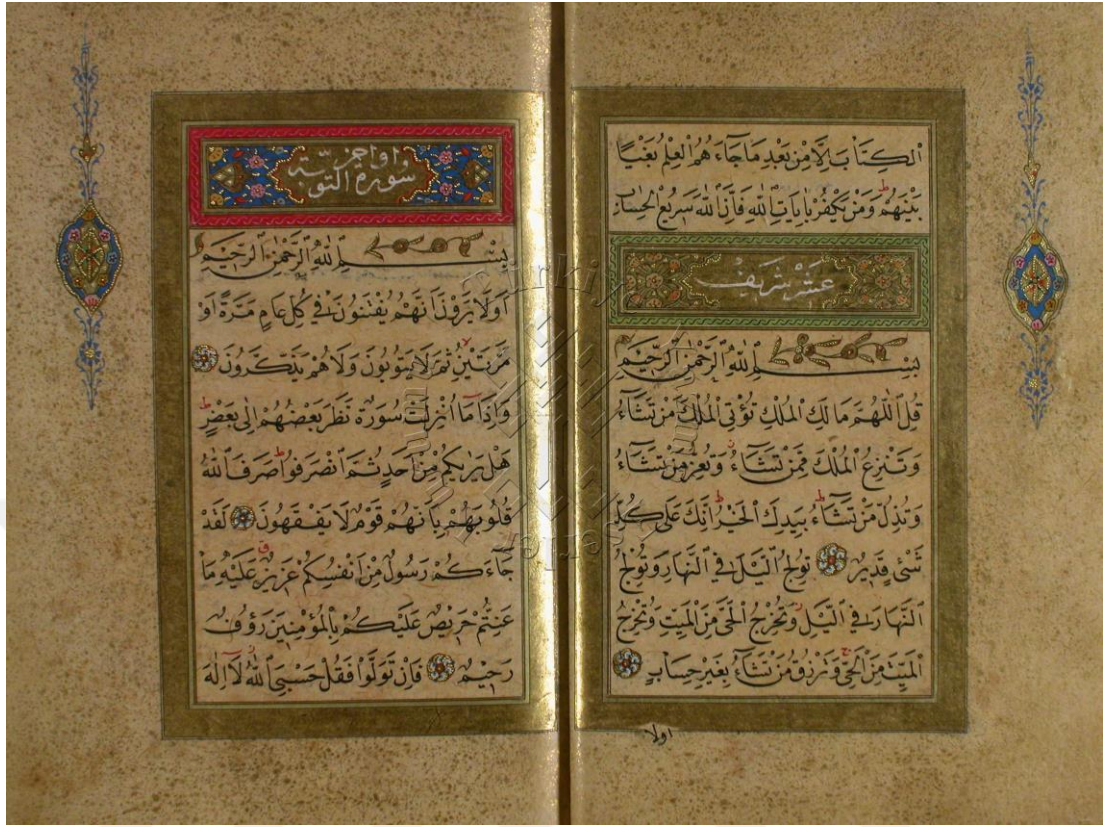 الكتاب الا من بعد ما جاءهم العلم بغيا
بينهم ومن يكفر بايات الله فان الله سريع الحساب
عشر شريف
بسم الله الرحمن الرحيم
قل اللهم مالك الملك تؤتي الملك من تشاء
وتنزع الملك ممن تشاء وتعز من تشاء
وتذل من تشاء بيدك الخير انك على كل
شئ قدير تولج اليل في النهار وتولج
النهار في اليل وتخرج الحي من الميت وتخرج
الميت من الحي وترزق من تشاء بغير حساب
اولا
واواخر
سورة التوبة
بسم الله الرحمن الرحيم
اولا يرون انهم يفتنون في كل عام مرة او
مرتين ثم لا يتوبون ولا هم يذكرون
واذا ما انزلت سورة نظر بعضهم الى بعض
هل يريكم من احد ثم انصرفوا صرف الله
قلوبهم بانهم قوم لا يفقهون لقد
جاءكم رسول من انفسكم عزيز عليه ما
عنتم حريص عليكم بالمؤمنين رؤف
رحيم فان تولوا فقل حسبي الله لا اله